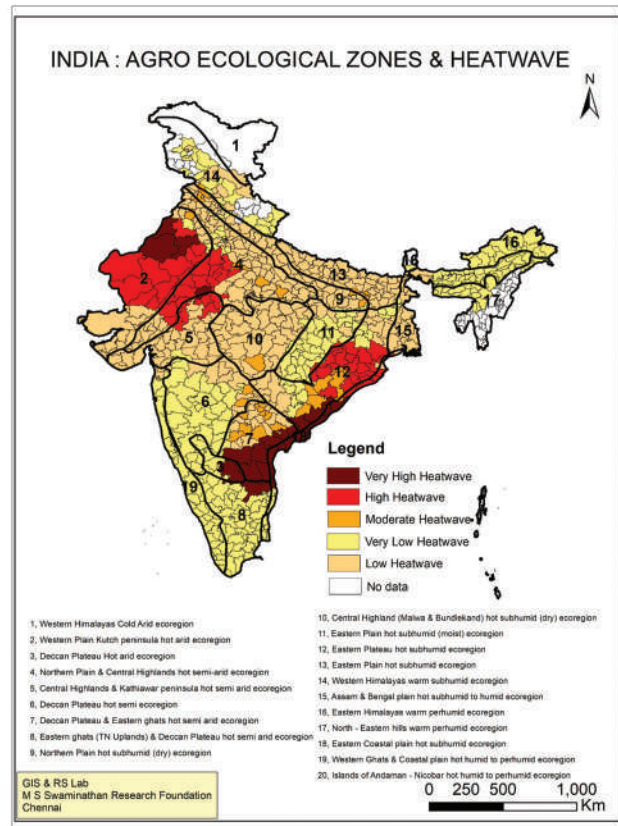 INDIA : AGRO ECOLOGICAL ZONES & HEATWAVE
N
1
14
16
2
4
13
16
9
17
5
10
11
15
12
6
7
3
19
8
Legend
Very High Heatwave
High Heatwave
Moderate Heatwave
Very Low Heatwave
Low Heatwave
No data
1, Western Himalayas Cold Arid ecoregion
2, Western Plain Kutch peninsula hot arid ecoregion
3, Deccan Plateau Hot arid ecoregion
4, Northern Plain & Central Highlands hot semi-arid ecoregion
5, Central Highlands & Kathiawar peninsula hot semi arid ecoregion
6, Deccan Plateau hot semi ecoregion
7, Deccan Plateau & Eastern ghats hot semi arid ecoregion
8, Eastern ghats (TN Uplands) & Deccan Plateau hot semi arid ecoregion
9, Northern Plain hot subhumid (dry) ecoregion
10, Central Highland (Malwa & Bundlekand) hot subhumid (dry) ecoregion
11, Eastern Plain hot subhumid (moist) ecoregion
12, Eastern Plateau hot subhumid ecoregion
13, Eastern Plain hot subhumid ecoregion
14, Western Himalayas warm subhumid ecoregion
15, Assam & Bengal plain hot subhumid to humid ecoregion
16, Eastern Himalayas warm perhumid ecoregion
17, North - Eastern hills warm perhumid ecoregion
18, Eastern Coastal plain hot subhumid ecoregion
19, Western Ghats & Coastal plain hot humid to perhumid ecoregion
20, Islands of Andaman - Nicobar hot humid to perhumid ecoregion
GIS & RS Lab
M S Swaminathan Research Foundation
Chennai
0 250 500 1,000
Km